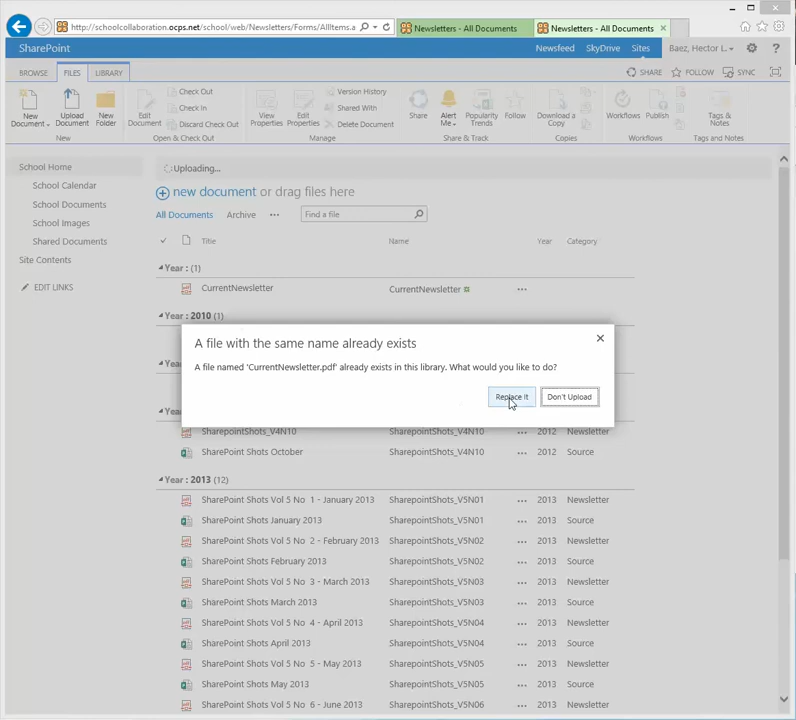 http://schoolcollaboration.ocps.net/school/web/Newsletters/Forms/AllItems.a
Newsletters - All Documents
Newsletters - All Documents
SharePoint
Newsfeed SkyDrive Sites Baez, Hector L.
BROWSE FILES LIBRARY
SHARE FOLLOW SYNC
New Document
Upload Document
New Folder
New
Edit Document
Check Out
Check In
Discard Check Out
Open & Check Out
View Properties
Edit Properties
Version History
Shared With
Delete Document
Manage
Share
Alert Me
Popularity Trends
Follow
Share & Track
Download a Copy
Copies
Workflows
Publish
Workflows
Tags & Notes
Tags and Notes
School Home
School Calendar
School Documents
School Images
Shared Documents
Site Contents
EDIT LINKS
Uploading...
new document or drag files here
All Documents Archive ••• Find a file
Title Name Year Category
Year : (1)
CurrentNewsletter CurrentNewsletter •••
Year : 2010 (1)
A file with the same name already exists
A file named 'CurrentNewsletter.pdf' already exists in this library. What would you like to do?
Replace It Don't Upload
SharepointShots_V4N10 SharepointShots_V4N10 ••• 2012 Newsletter
SharePoint Shots October SharepointShots_V4N10 ••• 2012 Source
Year : 2013 (12)
SharePoint Shots Vol 5 No 1 - January 2013 SharepointShots_V5N01 ••• 2013 Newsletter
SharePoint Shots January 2013 SharepointShots_V5N01 ••• 2013 Source
SharePoint Shots Vol 5 No 2 - February 2013 SharepointShots_V5N02 ••• 2013 Newsletter
SharePoint Shots February 2013 SharepointShots_V5N02 ••• 2013 Source
SharePoint Shots Vol 5 No 3 - March 2013 SharepointShots_V5N03 ••• 2013 Newsletter
SharePoint Shots March 2013 SharepointShots_V5N03 ••• 2013 Source
SharePoint Shots Vol 5 No 4 - April 2013 SharepointShots_V5N04 ••• 2013 Newsletter
SharePoint Shots April 2013 SharepointShots_V5N04 ••• 2013 Source
SharePoint Shots Vol 5 No 5 - May 2013 SharepointShots_V5N05 ••• 2013 Newsletter
SharePoint Shots May 2013 SharepointShots_V5N05 ••• 2013 Source
SharePoint Shots Vol 5 No 6 - June 2013 SharepointShots_V5N06 ••• 2013 Newsletter